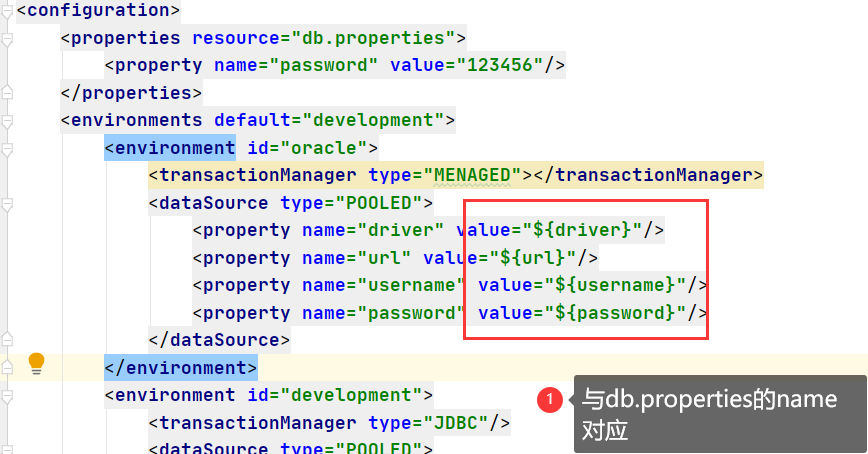 <configuration>
<properties resource="db.properties">
<property name="password" value="123456"/>
</properties>
<environments default="development">
<environment id="oracle">
<transactionManager type="MENAGED"></transactionManager>
<dataSource type="POOLED">
<property name="driver" value="${driver}"/>
<property name="url" value="${url}"/>
<property name="username" value="${username}"/>
<property name="password" value="${password}"/>
</dataSource>
</environment>
<environment id="development">
<transactionManager type="JDBC"/>
<dataSource type="POOLED">
1
与db.properties的name
对应